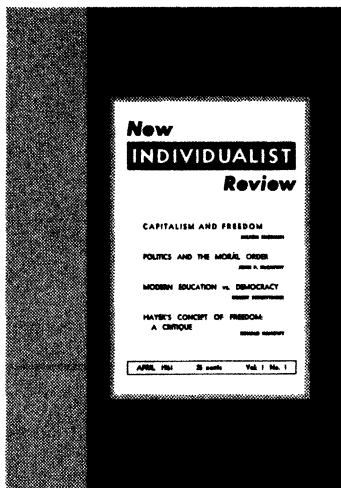 New
INDIVIDUALIST
Review
CAPITALISM AND FREEDOM
POLITICS AND THE MORAL ORDER
MODERN EDUCATION vs. DEMOCRACY
HAYEK'S CONCEPT OF FREEDOM:
A CRITIQUE
APRIL cents Vol. 1 No. 1